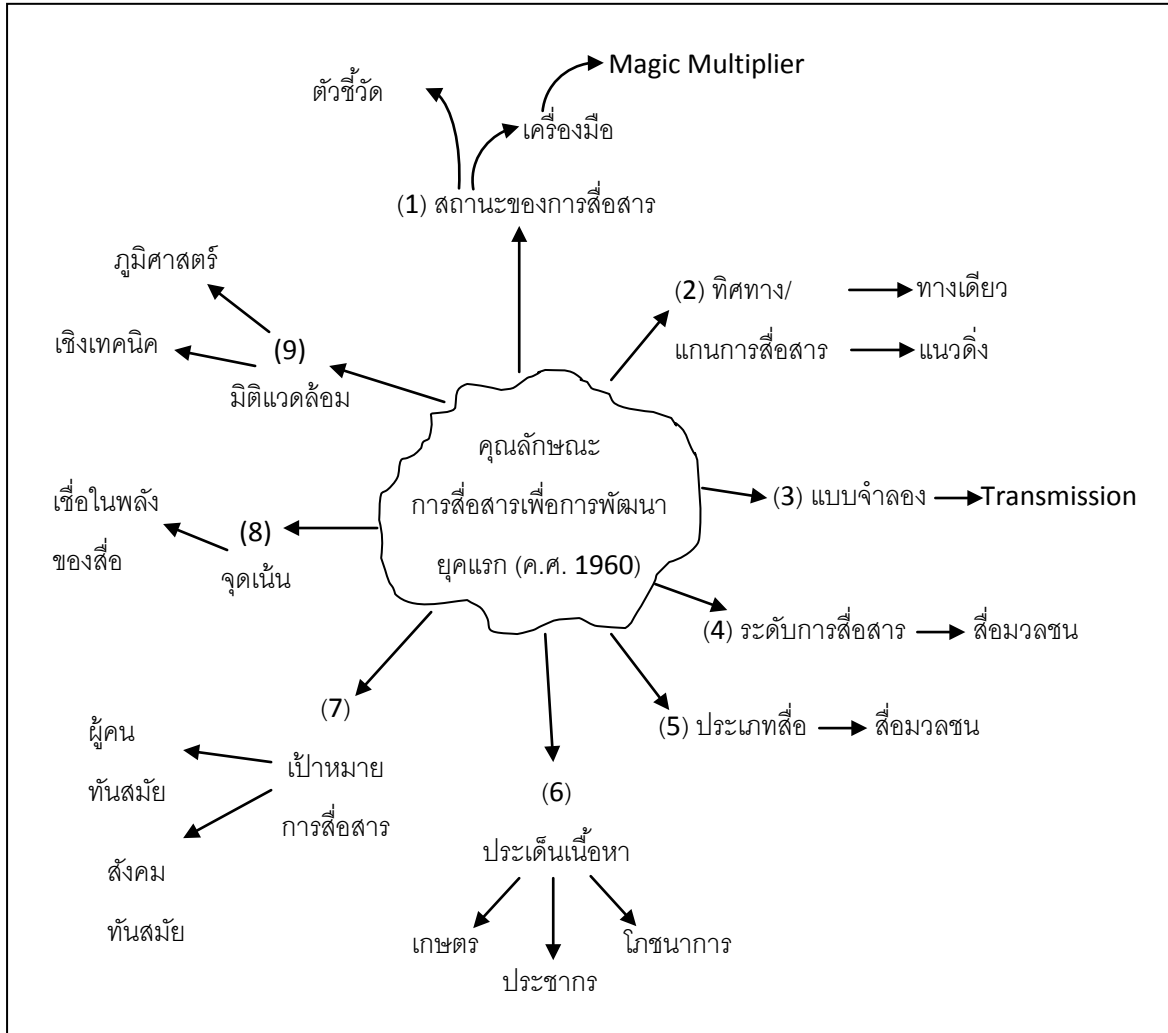 Magic Multiplier
ตัวชี้วัด
เครื่องมือ
(1) สถานะของการสื่อสาร
ภูมิศาสตร์
เชิงเทคนิค
(9)
มิติแวดล้อม
(2) ทิศทาง/ ทางเดียว
แกนการสื่อสาร แนวดิ่ง
คุณลักษณะ
การสื่อสารเพื่อการพัฒนา
ยุคแรก (ค.ศ. 1960)
(3) แบบจำลอง Transmission
เชื่อในพลัง
ของสื่อ
(8)
จุดเน้น
(4) ระดับการสื่อสาร สื่อมวลชน
(5) ประเภทสื่อ สื่อมวลชน
(7)
เป้าหมาย
การสื่อสาร
ผู้คน
ทันสมัย
สังคม
ทันสมัย
(6)
ประเด็นเนื้อหา
เกษตร
ประชากร
โภชนาการ